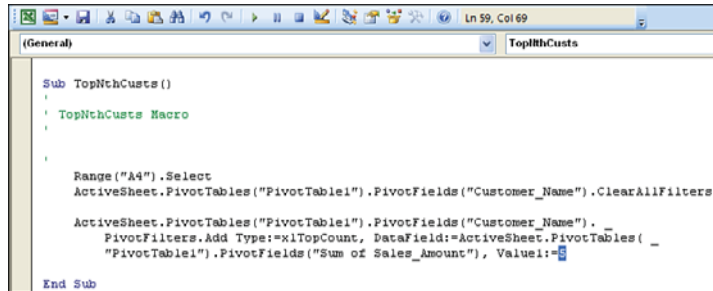 Ln 59, Col 69
(General)
TopNthCusts
Sub TopNthCusts()
'
' TopNthCusts Macro
'
'
Range("A4").Select
ActiveSheet.PivotTables("PivotTable1").PivotFields("Customer_Name").ClearAllFilters
ActiveSheet.PivotTables("PivotTable1").PivotFields("Customer_Name"). _
PivotFilters.Add Type:=xlTopCount, DataField:=ActiveSheet.PivotTables( _
"PivotTable1").PivotFields("Sum of Sales_Amount"), Value1:=5
End Sub